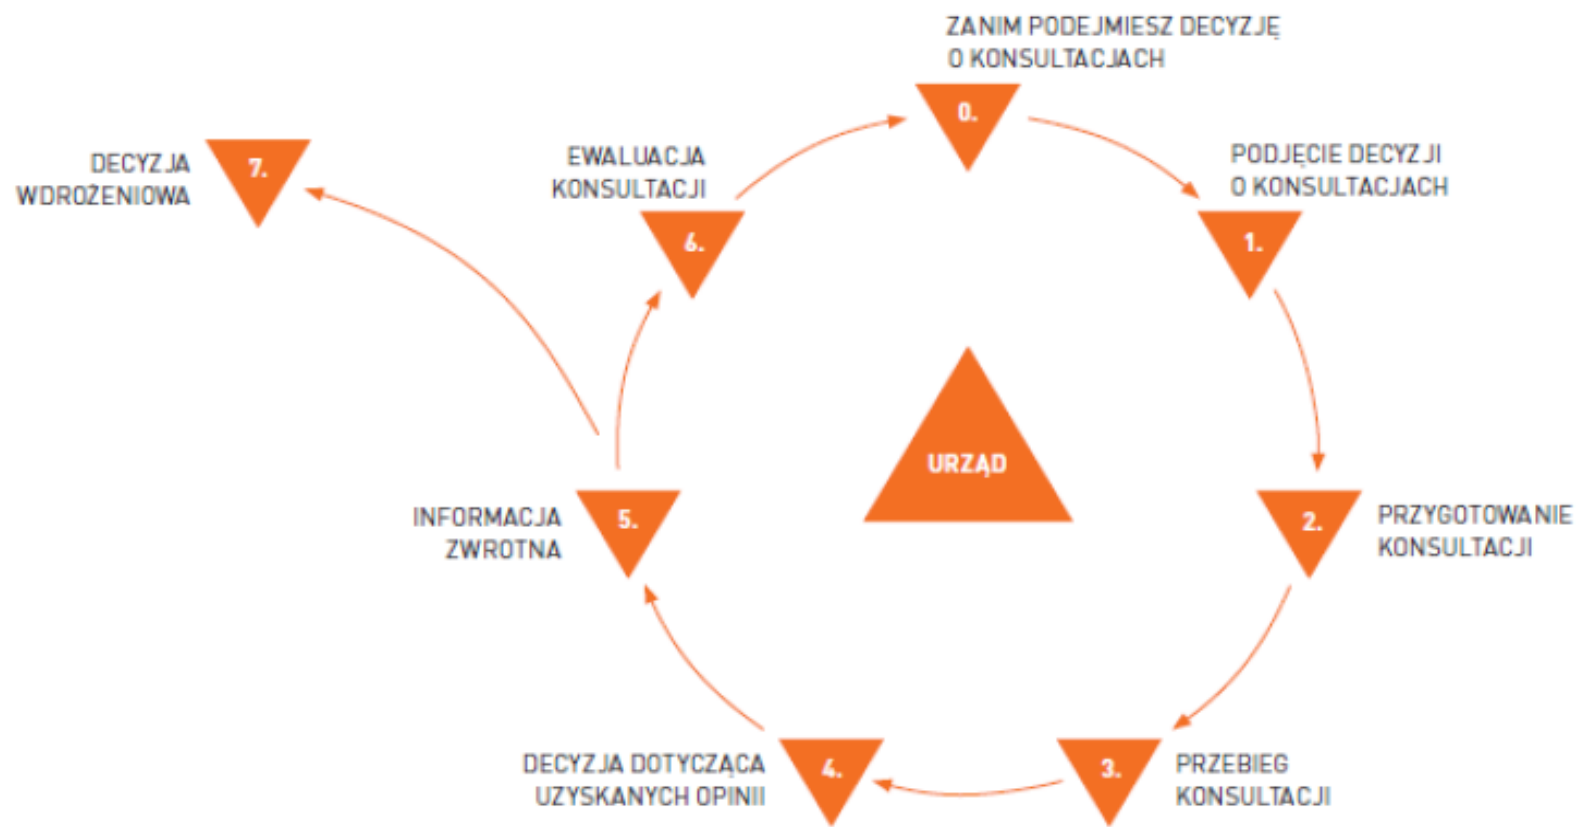 ZANIM PODEJMIESZ DECYZJĘ
O KONSULTACJACH
0.
PODJĘCIE DECYZJI
O KONSULTACJACH
1.
PRZYGOTOWANIE
KONSULTACJI
2.
PRZEBIEG
KONSULTACJI
3.
DECYZJA DOTYCZĄCA
UZYSKANYCH OPINII
4.
INFORMACJA
ZWROTNA
5.
EWALUACJA
KONSULTACJI
6.
DECYZJA
WDROŻENIOWA
7.
URZĄD